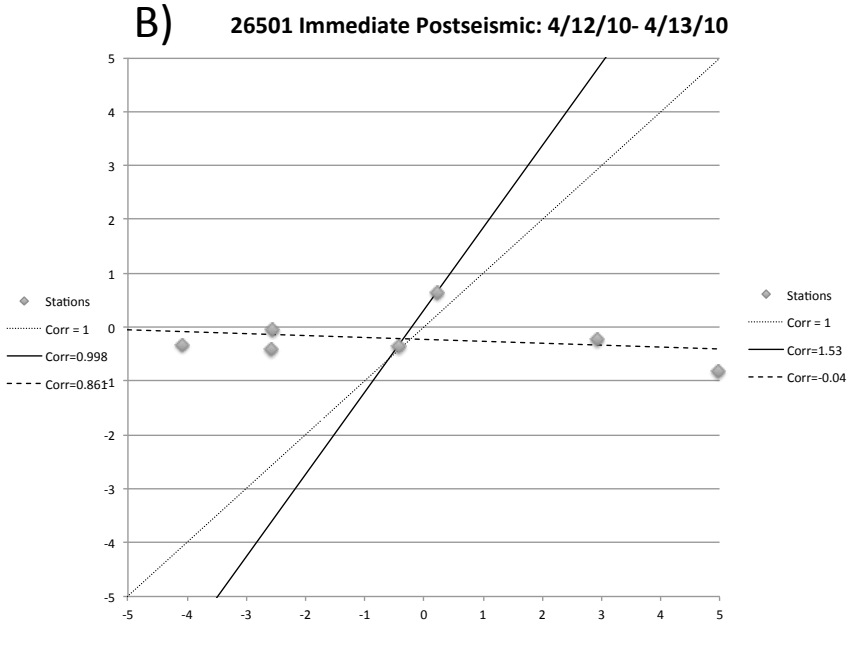 B)
26501 Immediate Postseismic: 4/12/10- 4/13/10
5
4
3
2
1
0
-1
-2
-3
-4
-5
-5
-4
-3
-2
-1
0
1
2
3
4
5
Stations
Corr = 1
Corr=0.998
Corr=0.861
Stations
Corr = 1
Corr=1.53
Corr=-0.04